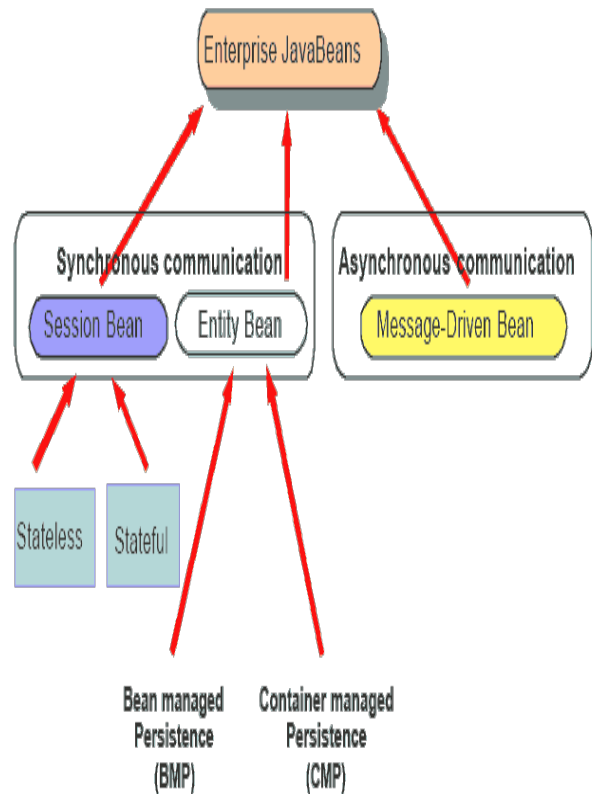 Enterprise JavaBeans
Synchronous communication
Session Bean
Entity Bean
Asynchronous communication
Message-Driven Bean
Stateless
Stateful
Bean managed
Persistence
(BMP)
Container managed
Persistence
(CMP)